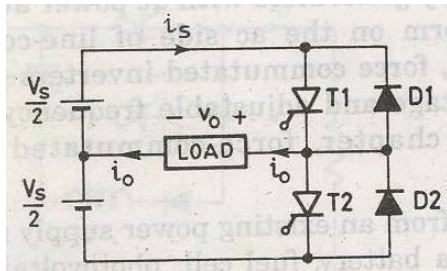 i_s
V_s/2
T1
D1
− v_o +
i_o
LOAD
i_o
V_s/2
T2
D2